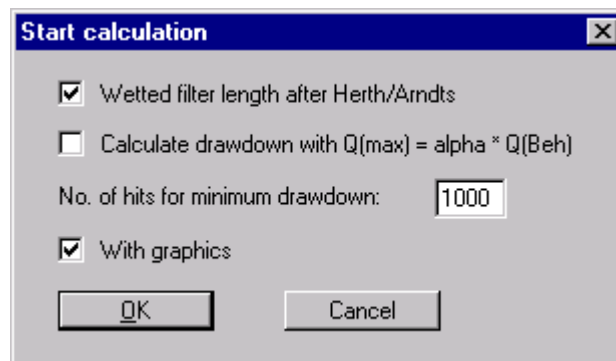 Start calculation
Wetted filter length after Herth/Arndts
Calculate drawdown with Q(max) = alpha * Q(Beh)
No. of hits for minimum drawdown: 1000
With graphics
OK Cancel